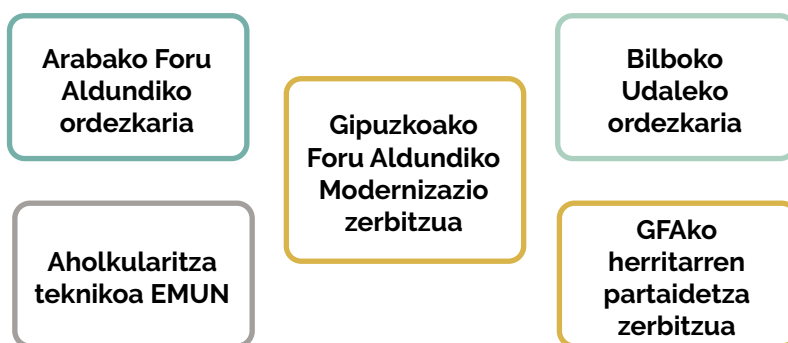 Arabako Foru
Aldundiko
ordezkaria
Gipuzkoako
Foru Aldundiko
Modernizazio
zerbitzua
Bilboko
Udaleko
ordezkaria
Aholkularitza
teknikoa EMUN
GFAko
herritarren
partaidetza
zerbitzua